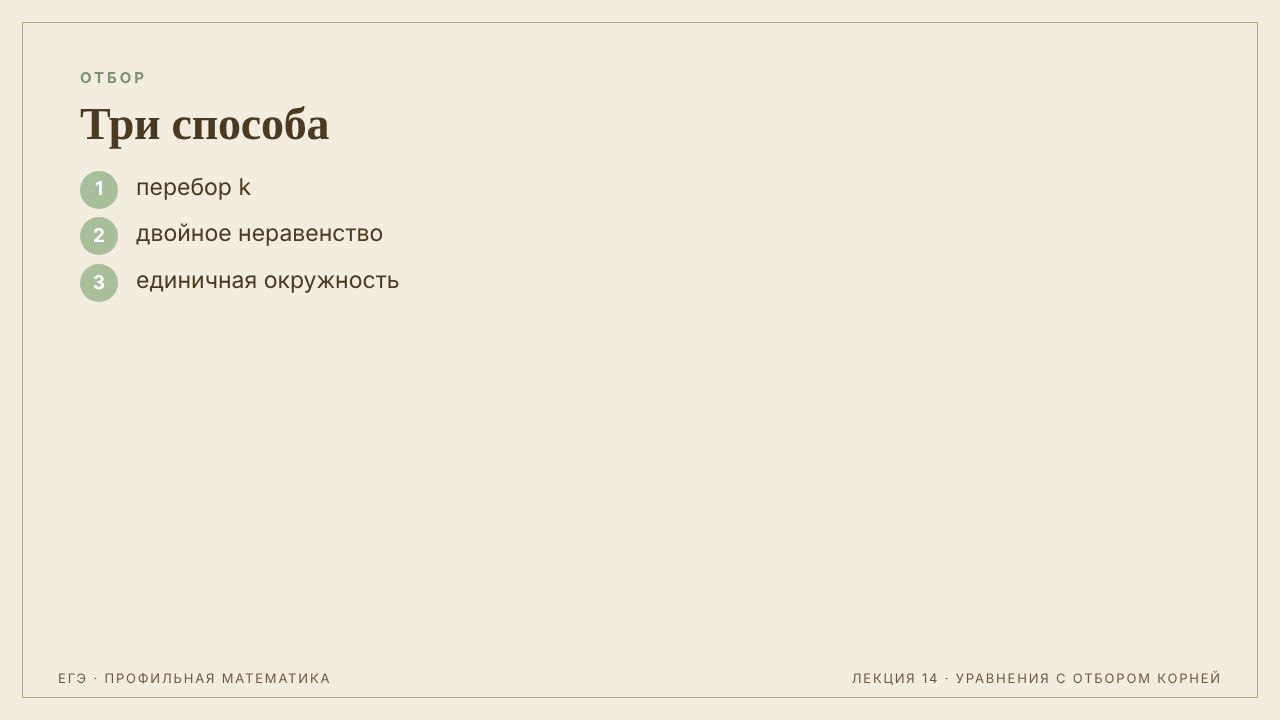 ОТБОР
Три способа
1 перебор k
2 двойное неравенство
3 единичная окружность
ЕГЭ · ПРОФИЛЬНАЯ МАТЕМАТИКА
ЛЕКЦИЯ 14 · УРАВНЕНИЯ С ОТБОРОМ КОРНЕЙ